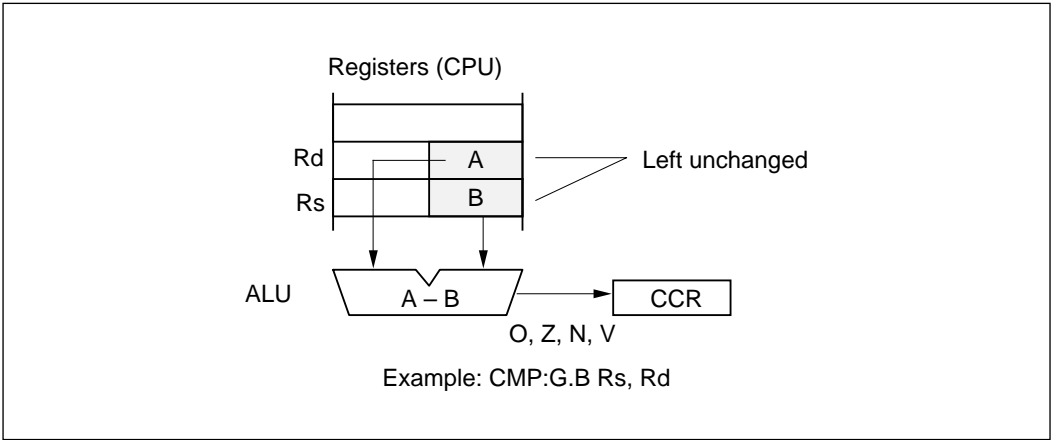 Registers (CPU)
Rd
A
Left unchanged
Rs
B
ALU
A – B
CCR
O, Z, N, V
Example: CMP:G.B Rs, Rd